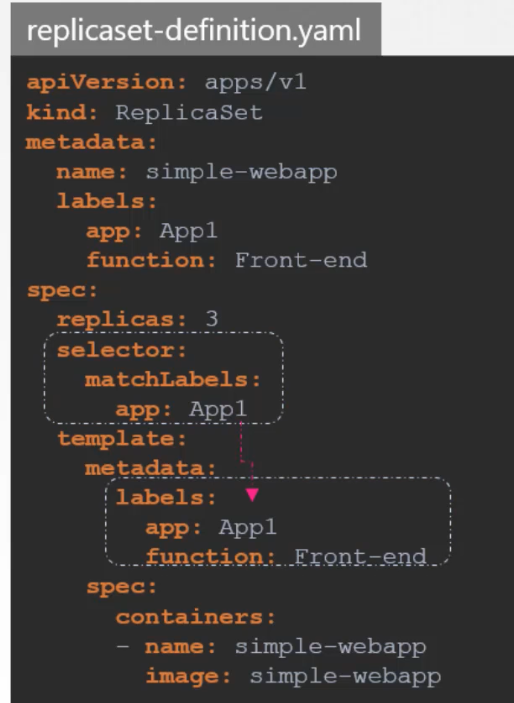 replicaset-definition.yaml
apiVersion: apps/v1
kind: ReplicaSet
metadata:
  name: simple-webapp
  labels:
    app: App1
    function: Front-end
spec:
  replicas: 3
  selector:
    matchLabels:
      app: App1
  template:
    metadata:
      labels:
        app: App1
        function: Front-end
    spec:
      containers:
      - name: simple-webapp
        image: simple-webapp